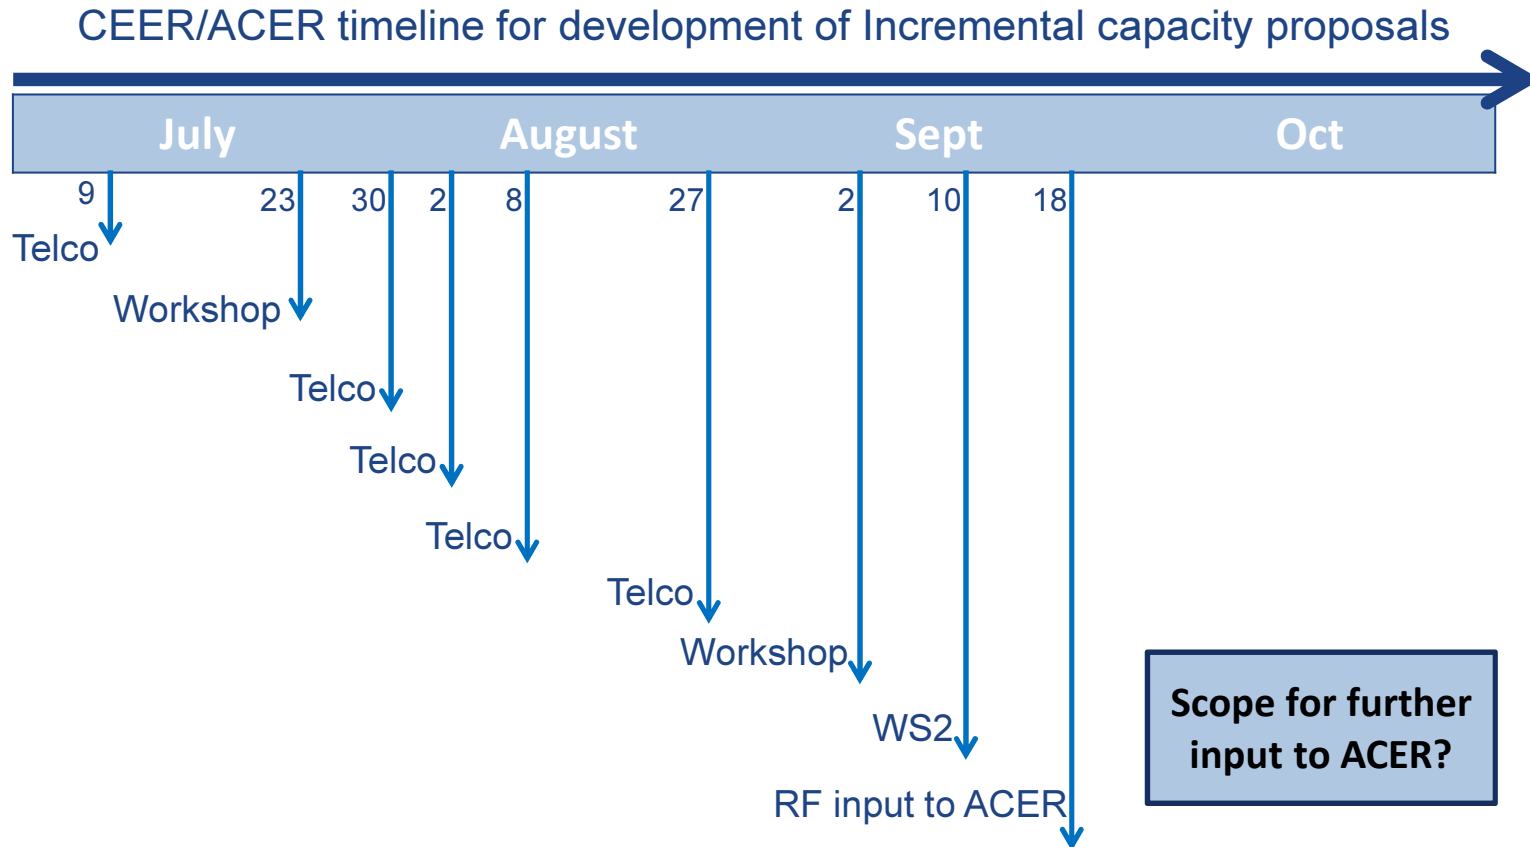 CEER/ACER timeline for development of Incremental capacity proposals
July August Sept Oct
9 23 30 2 8 27 2 10 18
Telco
Workshop
Telco
Telco
Telco
Telco
Workshop
WS2
RF input to ACER
Scope for further
input to ACER?